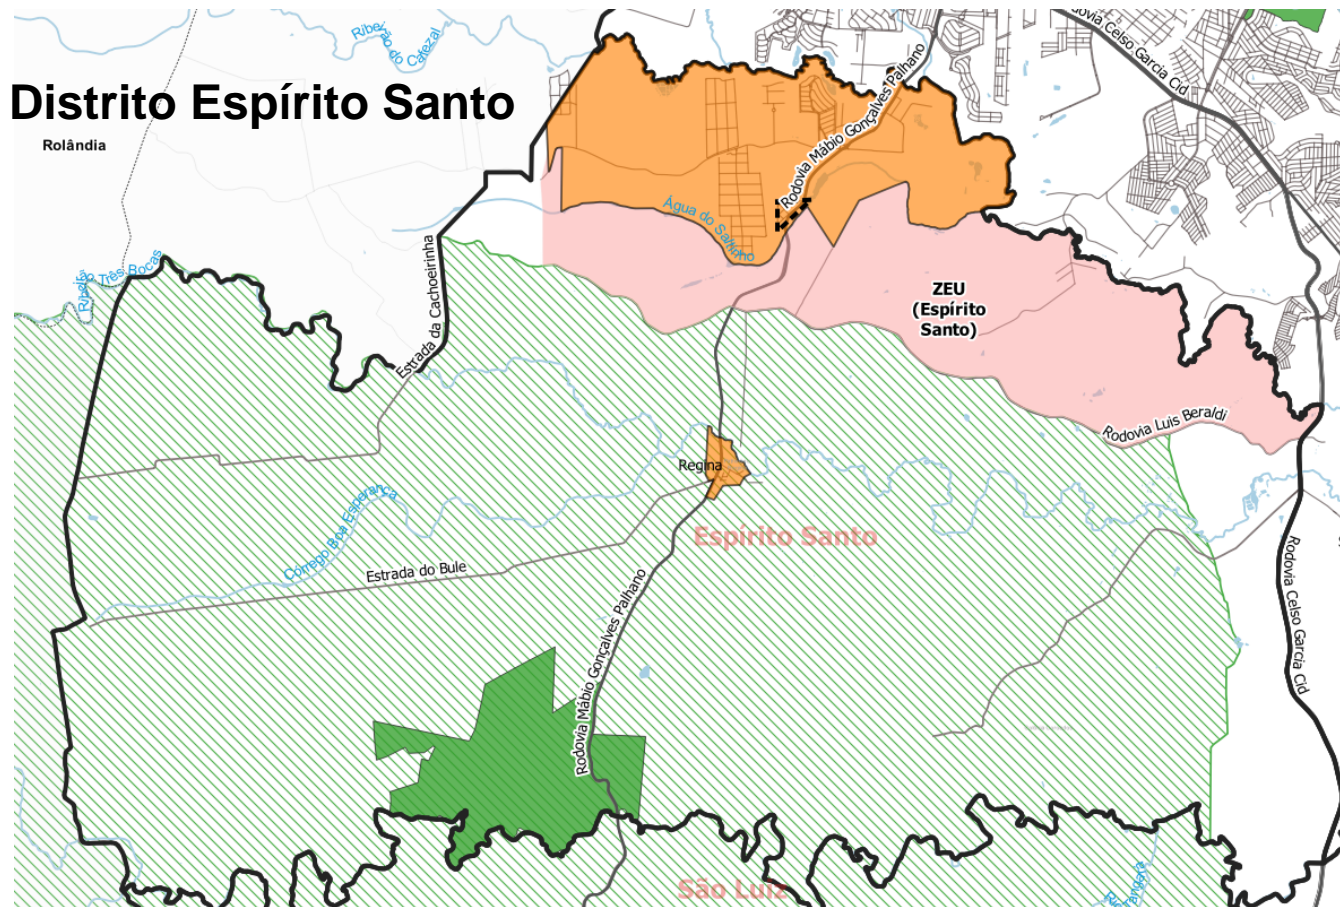 Ribeirão do Cafezal
Rodovia Celso Garcia Cid
Distrito Espírito Santo
Rolândia
Rodovia Mábio Gonçalves Palhano
Água do Saltinho
Ribeirão Três Bocas
Estrada da Cachoeirinha
ZEU
(Espírito
Santo)
Rodovia Luis Beraldi
Regina
Córrego Boa Esperança
Espírito Santo
Estrada do Bule
Rodovia Celso Garcia Cid
Rodovia Mábio Gonçalves Palhano
São Luiz